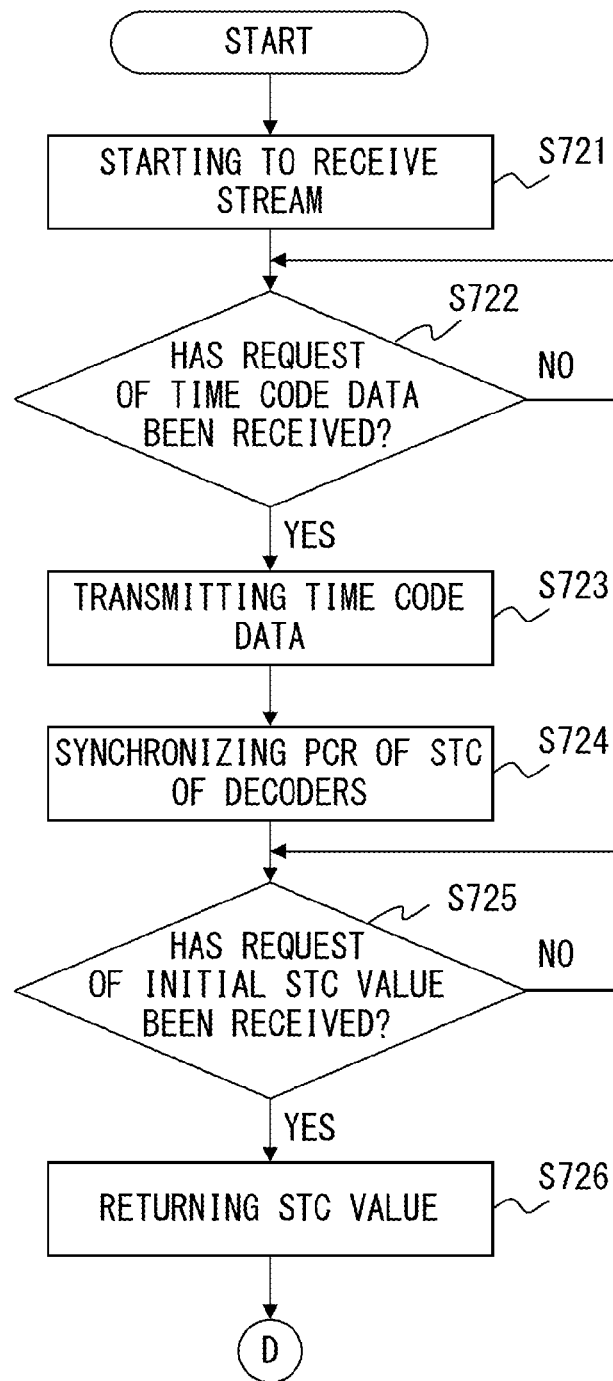 START
STARTING TO RECEIVE
STREAM
S721
S722
HAS REQUEST
OF TIME CODE DATA
BEEN RECEIVED?
NO
YES
TRANSMITTING TIME CODE
DATA
S723
SYNCHRONIZING PCR OF STC
OF DECODERS
S724
S725
HAS REQUEST
OF INITIAL STC VALUE
BEEN RECEIVED?
NO
YES
RETURNING STC VALUE
S726
D